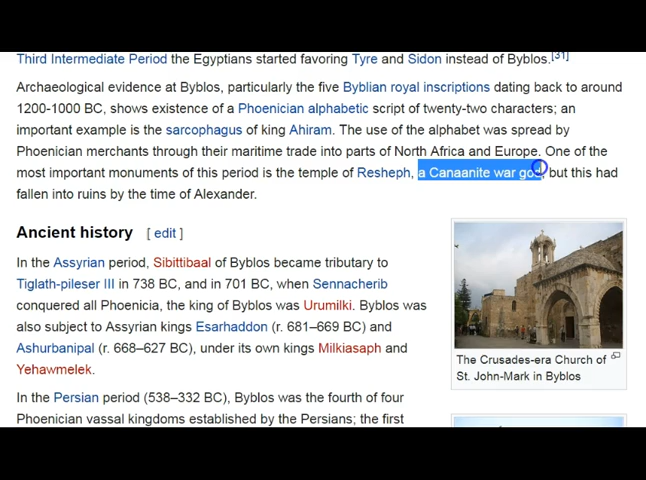 Third Intermediate Period the Egyptians started favoring Tyre and Sidon instead of Byblos.[31]
Archaeological evidence at Byblos, particularly the five Byblian royal inscriptions dating back to around
1200-1000 BC, shows existence of a Phoenician alphabetic script of twenty-two characters; an
important example is the sarcophagus of king Ahiram. The use of the alphabet was spread by
Phoenician merchants through their maritime trade into parts of North Africa and Europe. One of the
most important monuments of this period is the temple of Resheph, a Canaanite war god, but this had
fallen into ruins by the time of Alexander.
Ancient history [ edit ]
In the Assyrian period, Sibittibaal of Byblos became tributary to
Tiglath-pileser III in 738 BC, and in 701 BC, when Sennacherib
conquered all Phoenicia, the king of Byblos was Urumilki. Byblos was
also subject to Assyrian kings Esarhaddon (r. 681–669 BC) and
Ashurbanipal (r. 668–627 BC), under its own kings Milkiasaph and
Yehawmelek.
In the Persian period (538–332 BC), Byblos was the fourth of four
Phoenician vassal kingdoms established by the Persians; the first
The Crusades-era Church of
St. John-Mark in Byblos